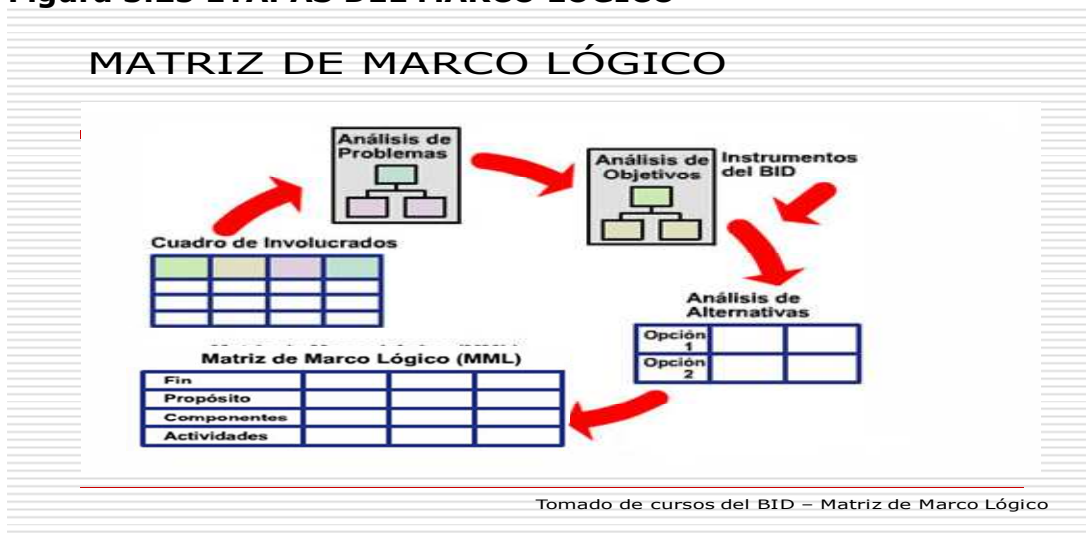 MATRIZ DE MARCO LÓGICO
Análisis de
Problemas
Análisis de
Objetivos
Instrumentos
del BID
Cuadro de Involucrados
Análisis de
Alternativas
Opción
1
Opción
2
Matriz de Marco Lógico (MML)
Fin
Propósito
Componentes
Actividades
Tomado de cursos del BID – Matriz de Marco Lógico